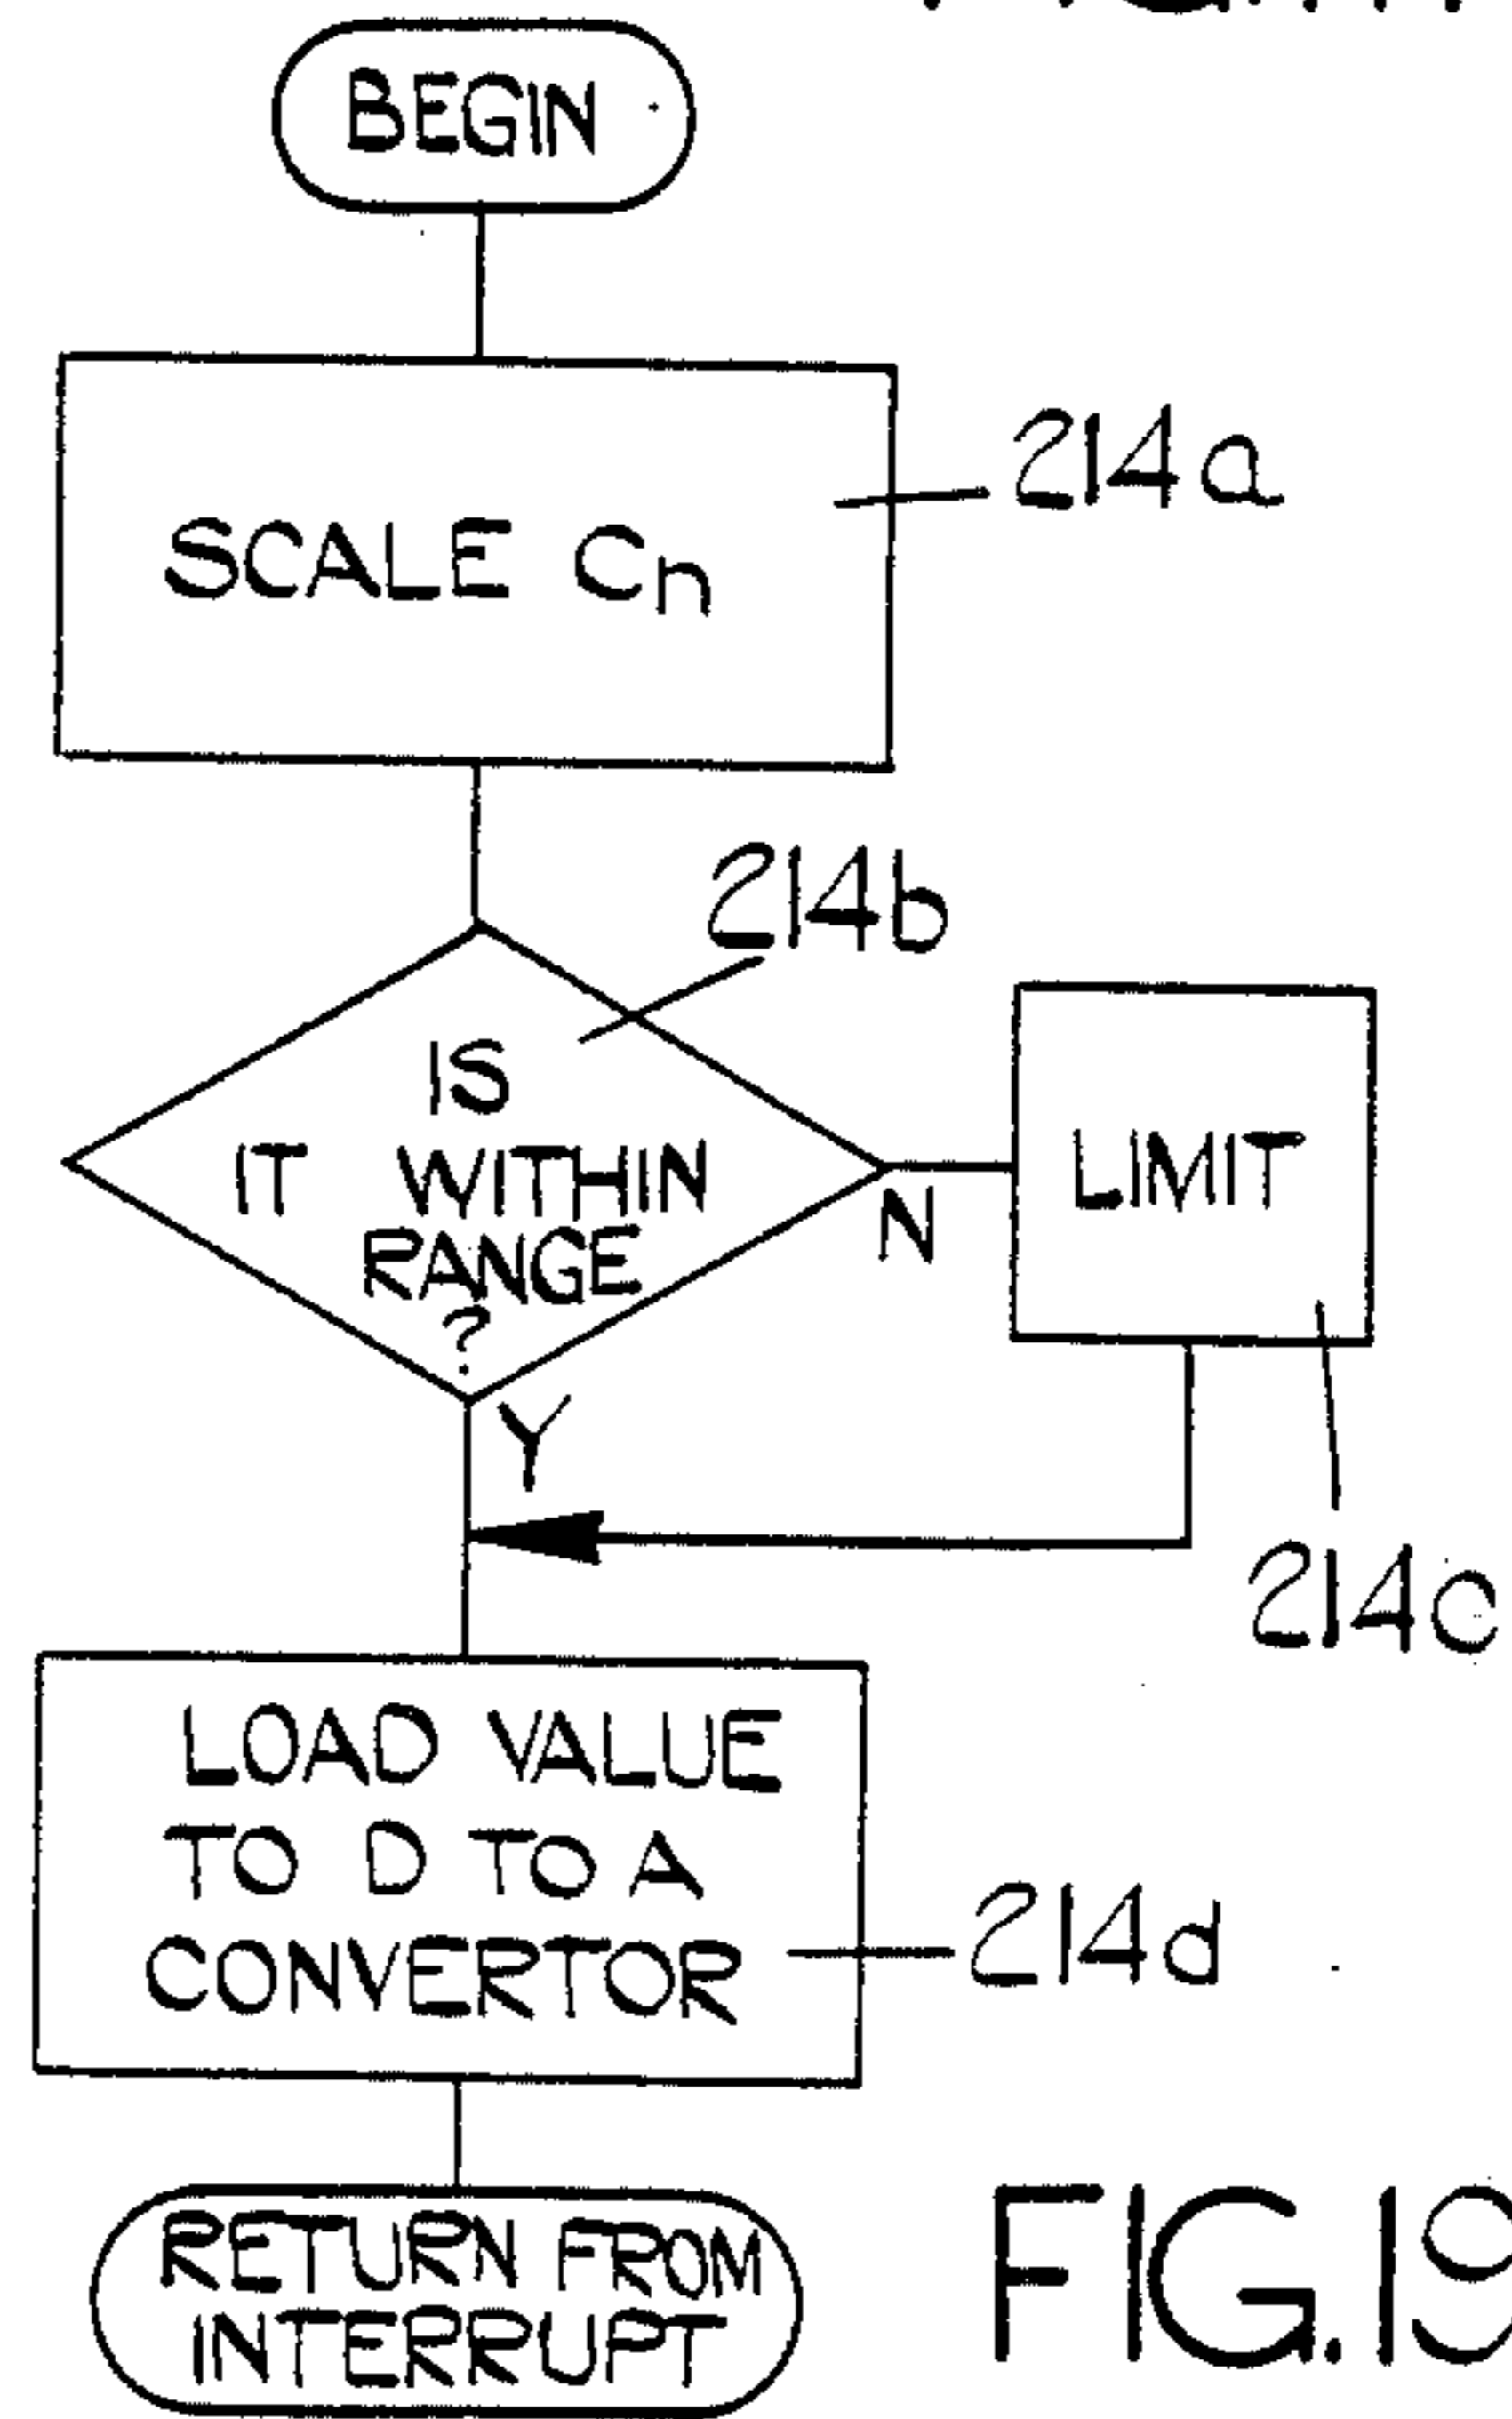 BEGIN
SCALE Cn
214a
214b
IS
IT WITHIN
RANGE
?
N
LIMIT
Y
214c
LOAD VALUE
TO D TO A
CONVERTOR
214d
RETURN FROM
INTERRUPT
FIG.19